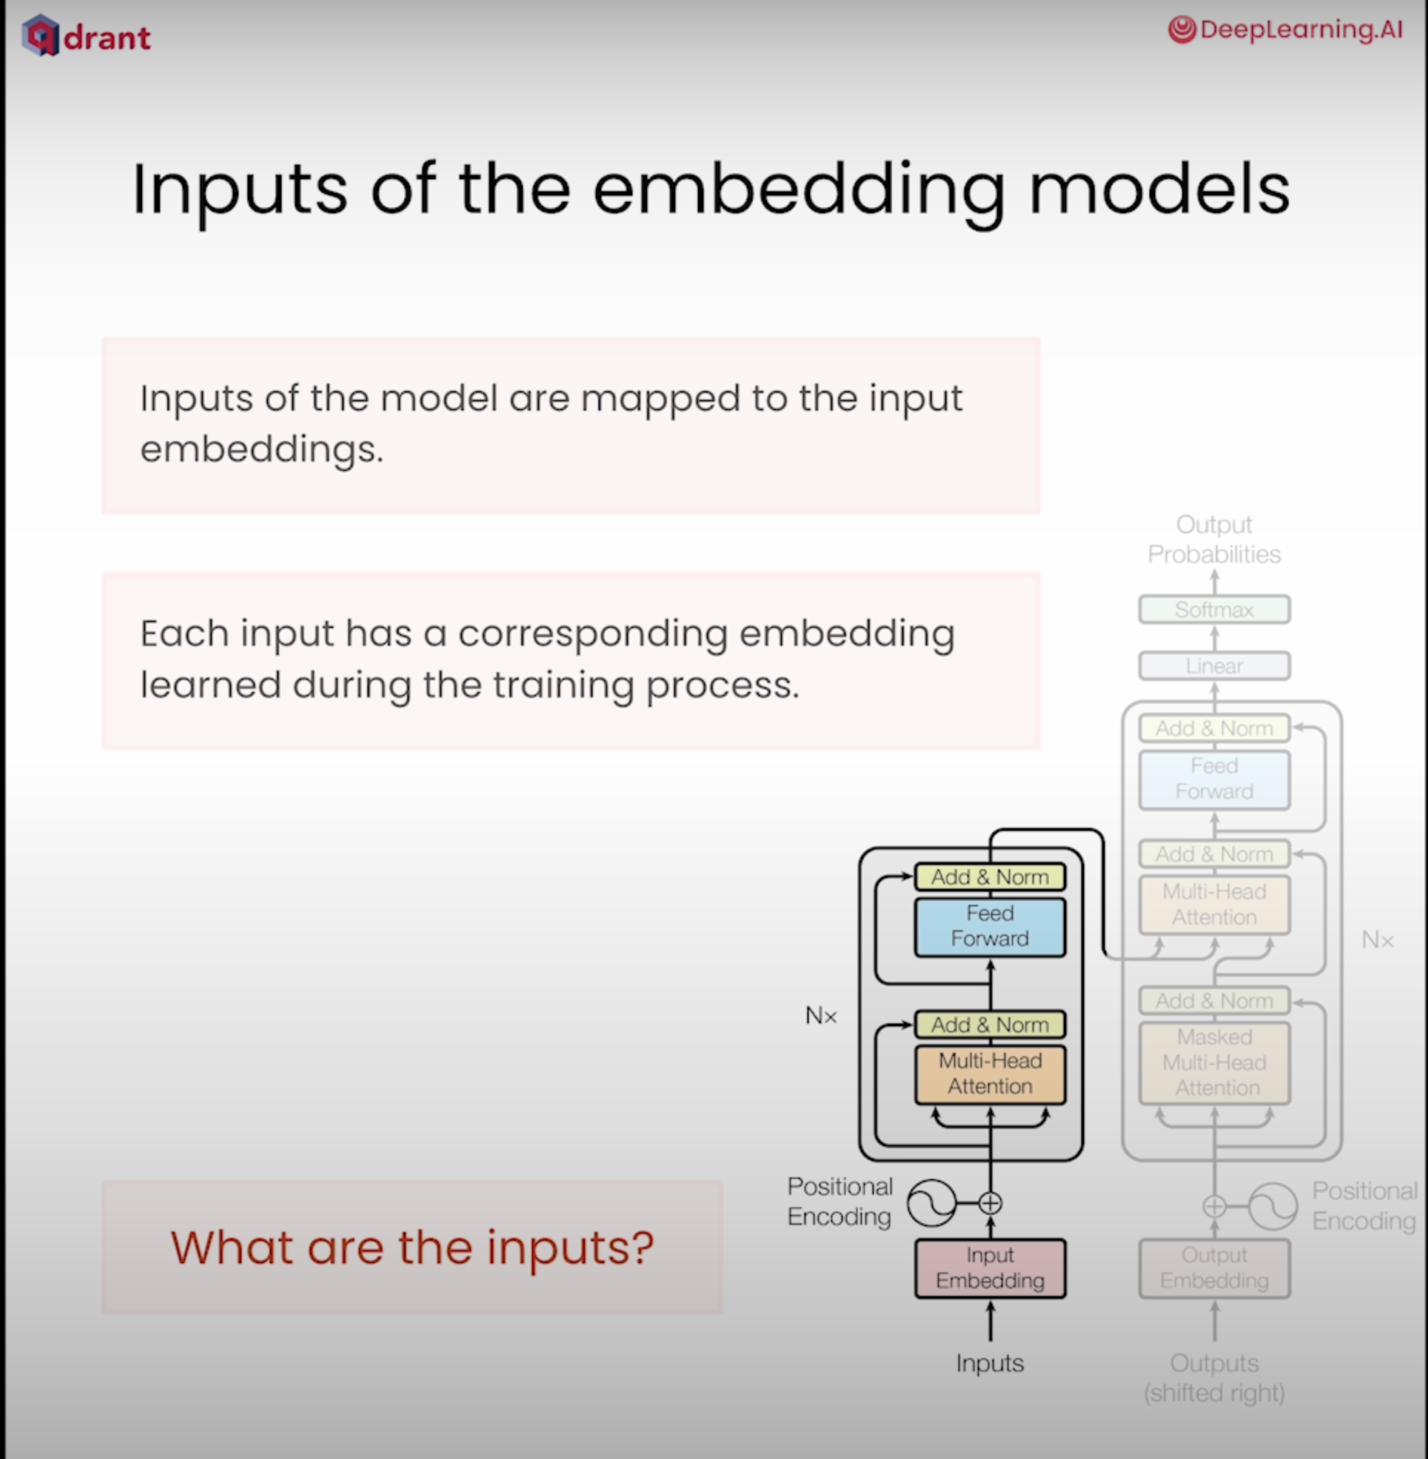 qdrant
DeepLearning.AI
Inputs of the embedding models
Inputs of the model are mapped to the input
embeddings.
Each input has a corresponding embedding
learned during the training process.
What are the inputs?
Output
Probabilities
Softmax
Linear
Add & Norm
Feed
Forward
Add & Norm
Multi-Head
Attention
Nx
Add & Norm
Masked
Multi-Head
Attention
Positional
Encoding
Output
Embedding
Outputs
(shifted right)
Add & Norm
Feed
Forward
Nx
Add & Norm
Multi-Head
Attention
Positional
Encoding
Input
Embedding
Inputs